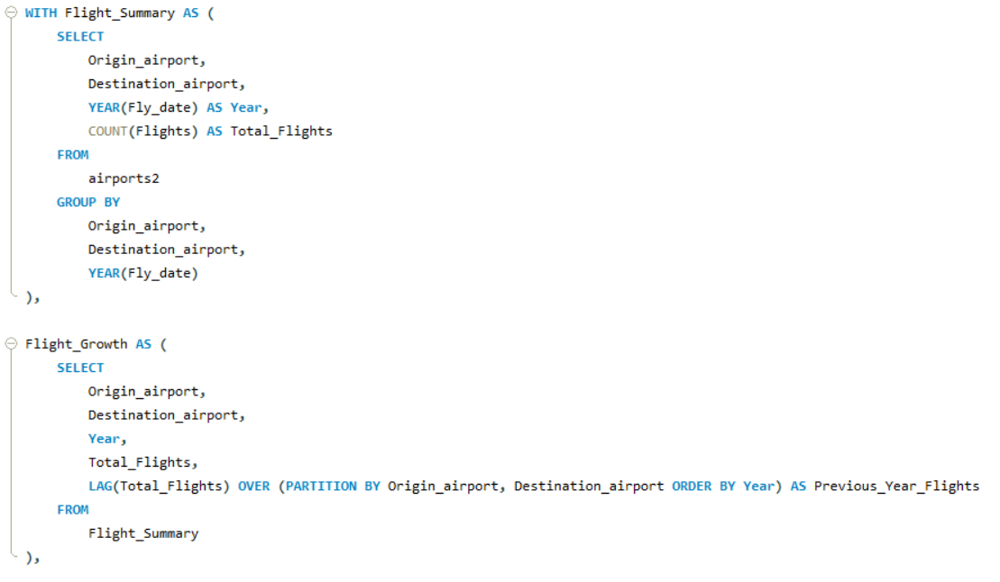 WITH Flight_Summary AS (
SELECT
Origin_airport,
Destination_airport,
YEAR(Fly_date) AS Year,
COUNT(Flights) AS Total_Flights
FROM
airports2
GROUP BY
Origin_airport,
Destination_airport,
YEAR(Fly_date)
),
Flight_Growth AS (
SELECT
Origin_airport,
Destination_airport,
Year,
Total_Flights,
LAG(Total_Flights) OVER (PARTITION BY Origin_airport, Destination_airport ORDER BY Year) AS Previous_Year_Flights
FROM
Flight_Summary
),